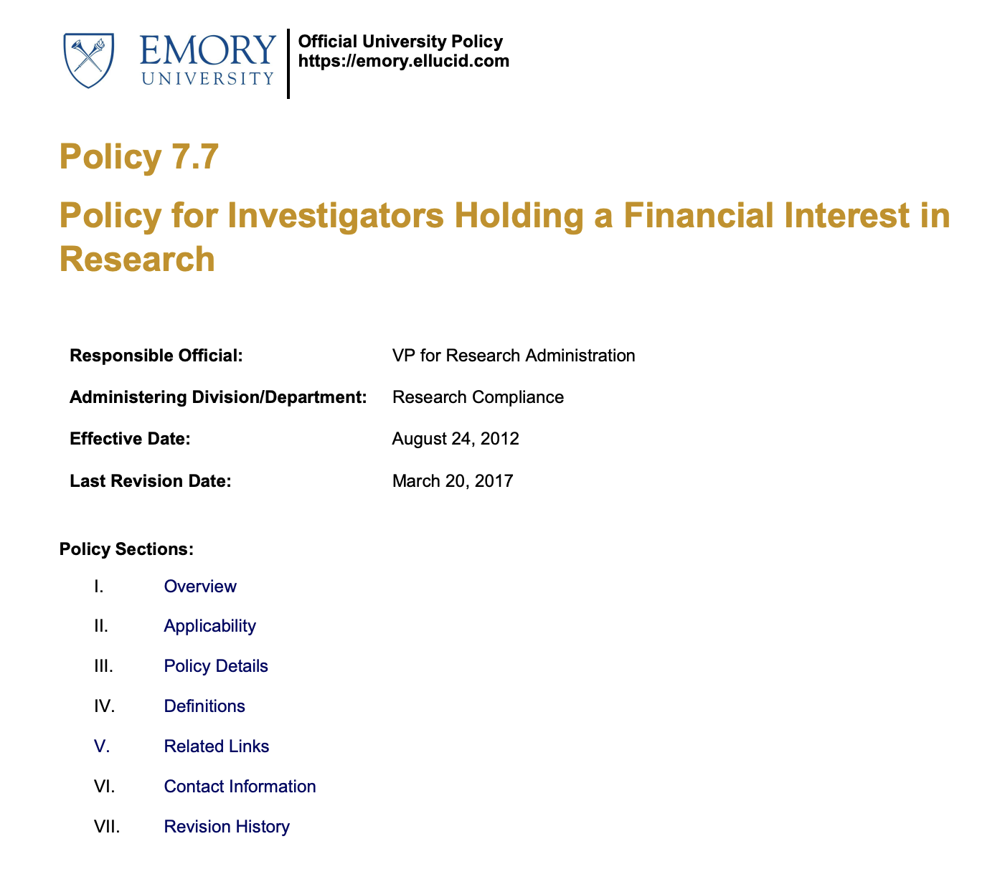 EMORY
UNIVERSITY
Official University Policy
https://emory.ellucid.com
Policy 7.7
Policy for Investigators Holding a Financial Interest in
Research
Responsible Official: VP for Research Administration
Administering Division/Department: Research Compliance
Effective Date: August 24, 2012
Last Revision Date: March 20, 2017
Policy Sections:
I. Overview
II. Applicability
III. Policy Details
IV. Definitions
V. Related Links
VI. Contact Information
VII. Revision History